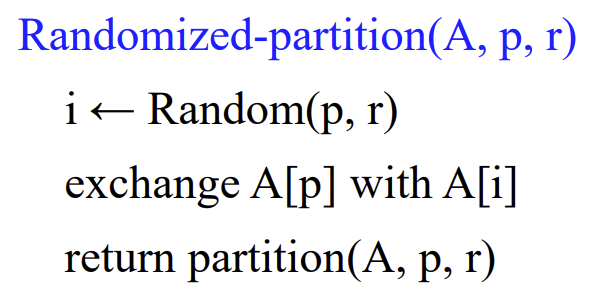 Randomized-partition(A, p, r)
i ← Random(p, r)
exchange A[p] with A[i]
return partition(A, p, r)